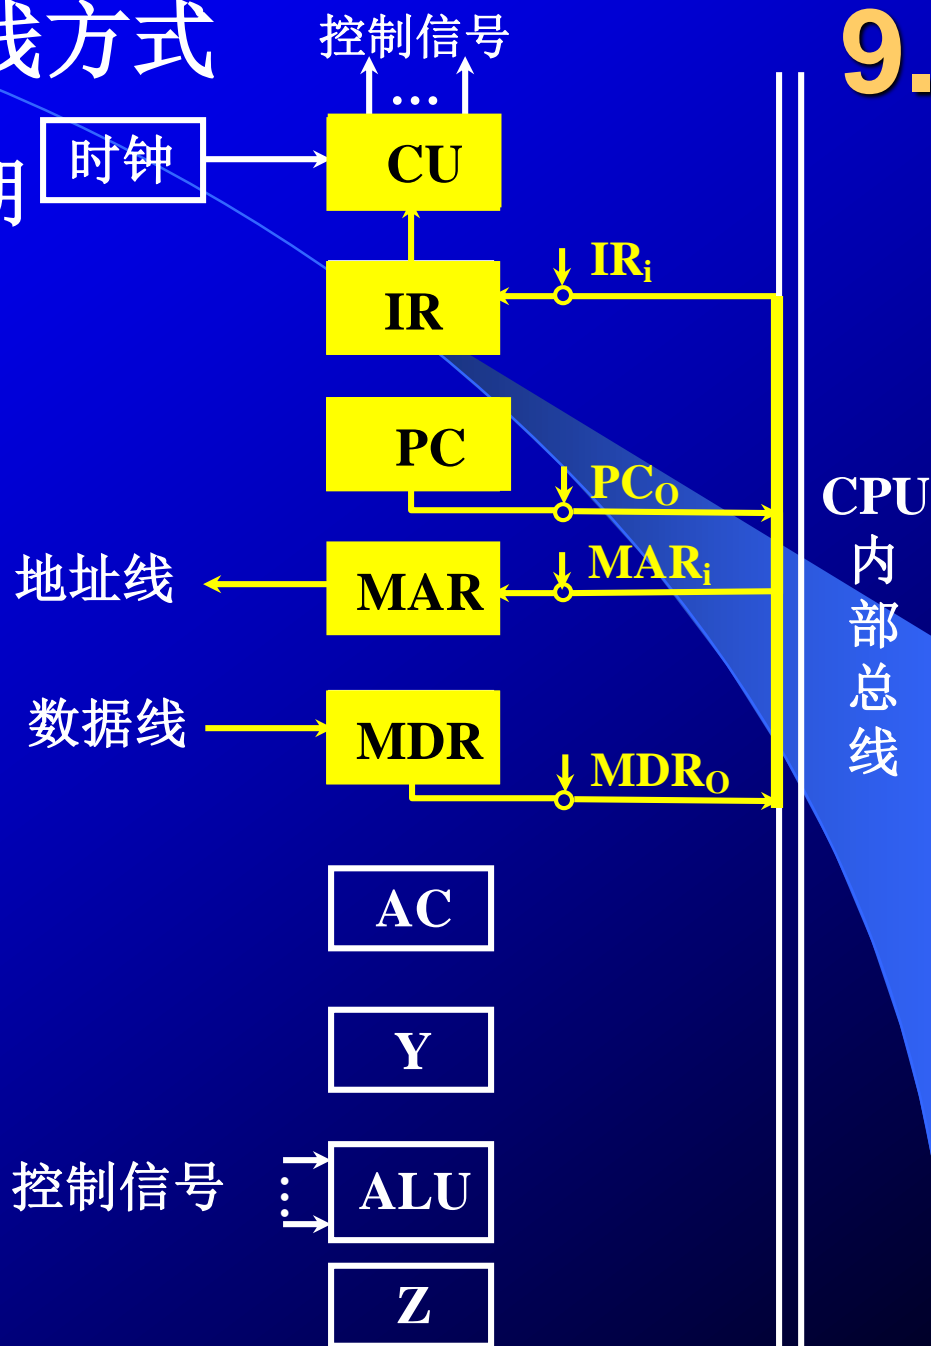 线方式
控制信号
9.
…
时钟
CU
期
IRi
IR
PC
PCO
CPU
内
部
总
线
地址线
MAR
MARi
数据线
MDR
MDRO
AC
Y
控制信号
ALU
Z